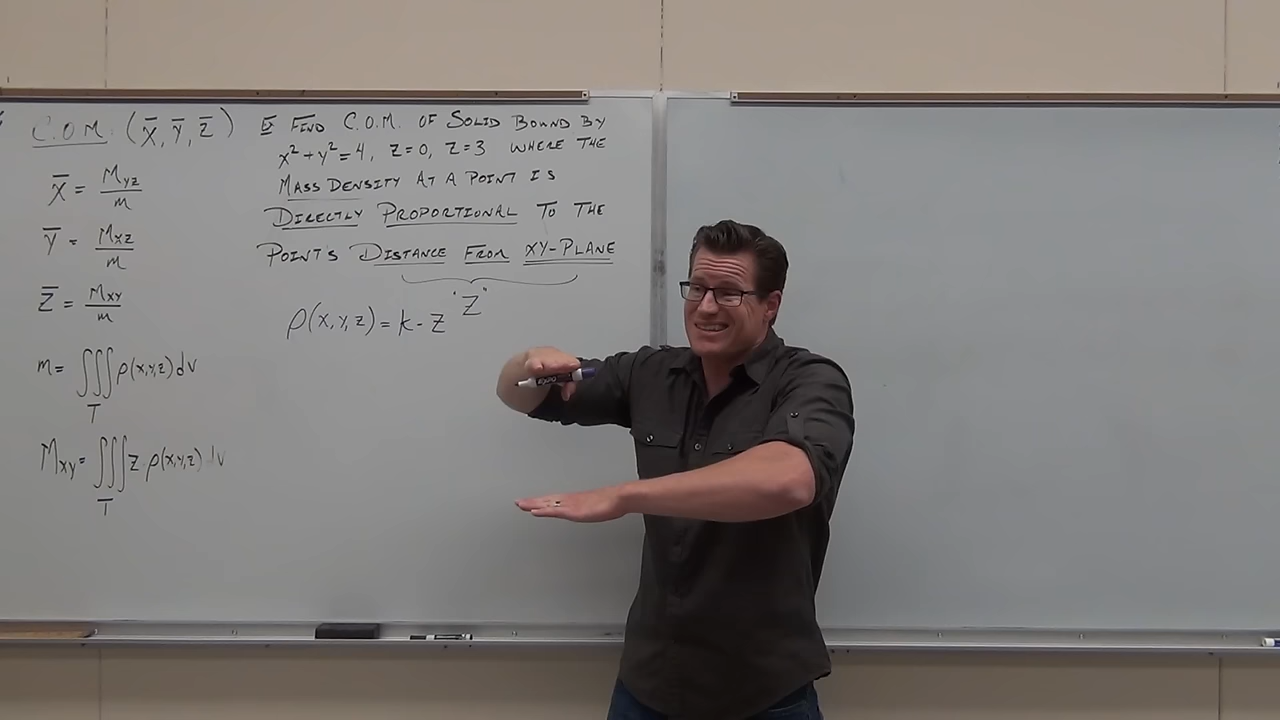 C.O.M. (x̄, ȳ, z̄)
x̄ = Myz/m
ȳ = Mxz/m
z̄ = Mxy/m
m = ∭T ρ(x,y,z) dV
Mxy = ∭T z·ρ(x,y,z) dV
Ex Find C.O.M. of Solid Bound By
x² + y² = 4, z = 0, z = 3 where the
Mass Density At A Point is
Directly Proportional To The
Point's Distance From xy-Plane
"z"
ρ(x,y,z) = k·z
EXPO